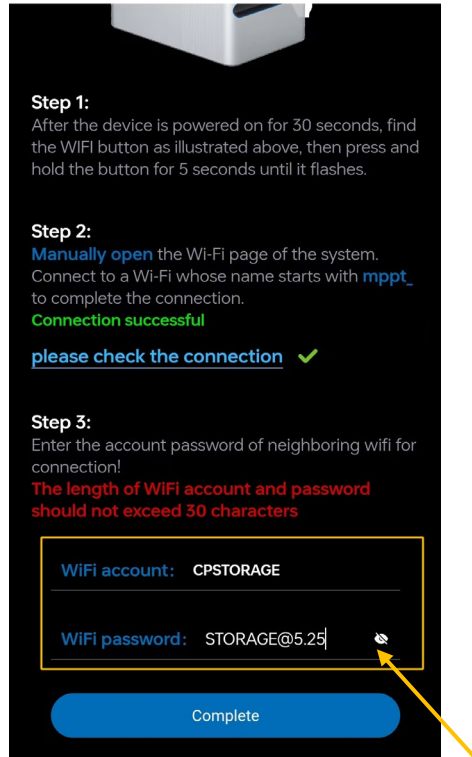 Step 1:
After the device is powered on for 30 seconds, find
the WIFI button as illustrated above, then press and
hold the button for 5 seconds until it flashes.
Step 2:
Manually open the Wi-Fi page of the system.
Connect to a Wi-Fi whose name starts with mppt_
to complete the connection.
Connection successful
please check the connection
Step 3:
Enter the account password of neighboring wifi for
connection!
The length of WiFi account and password
should not exceed 30 characters
WiFi account: CPSTORAGE
WiFi password: STORAGE@5.25
Complete